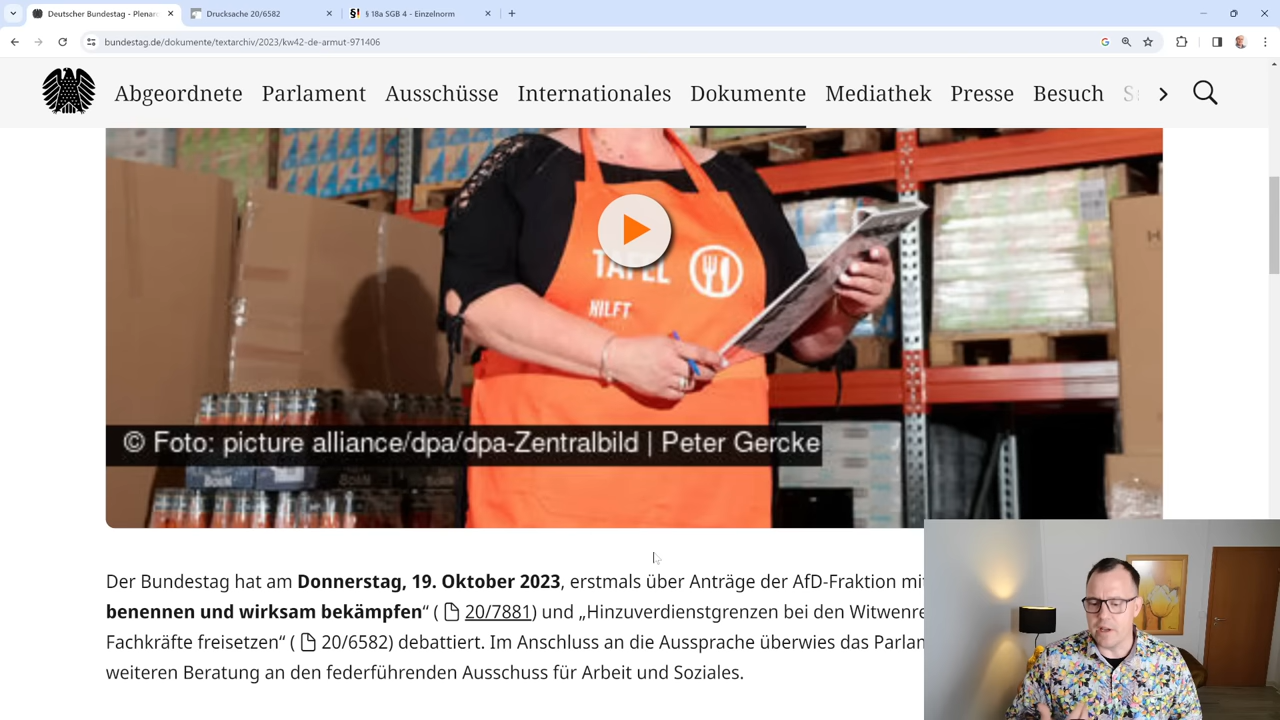 Deutscher Bundestag - Plenar
Drucksache 20/6582
§ 18a SGB 4 - Einzelnorm
bundestag.de/dokumente/textarchiv/2023/kw42-de-armut-971406
Abgeordnete Parlament Ausschüsse Internationales Dokumente Mediathek Presse Besuch
TAFEL
HILFT
© Foto: picture alliance/dpa/dpa-Zentralbild | Peter Gercke
Der Bundestag hat am Donnerstag, 19. Oktober 2023, erstmals über Anträge der AfD-Fraktion mit
benennen und wirksam bekämpfen“ ( 20/7881) und „Hinzuverdienstgrenzen bei den Witwenre
Fachkräfte freisetzen“ ( 20/6582) debattiert. Im Anschluss an die Aussprache überwies das Parlam
weiteren Beratung an den federführenden Ausschuss für Arbeit und Soziales.